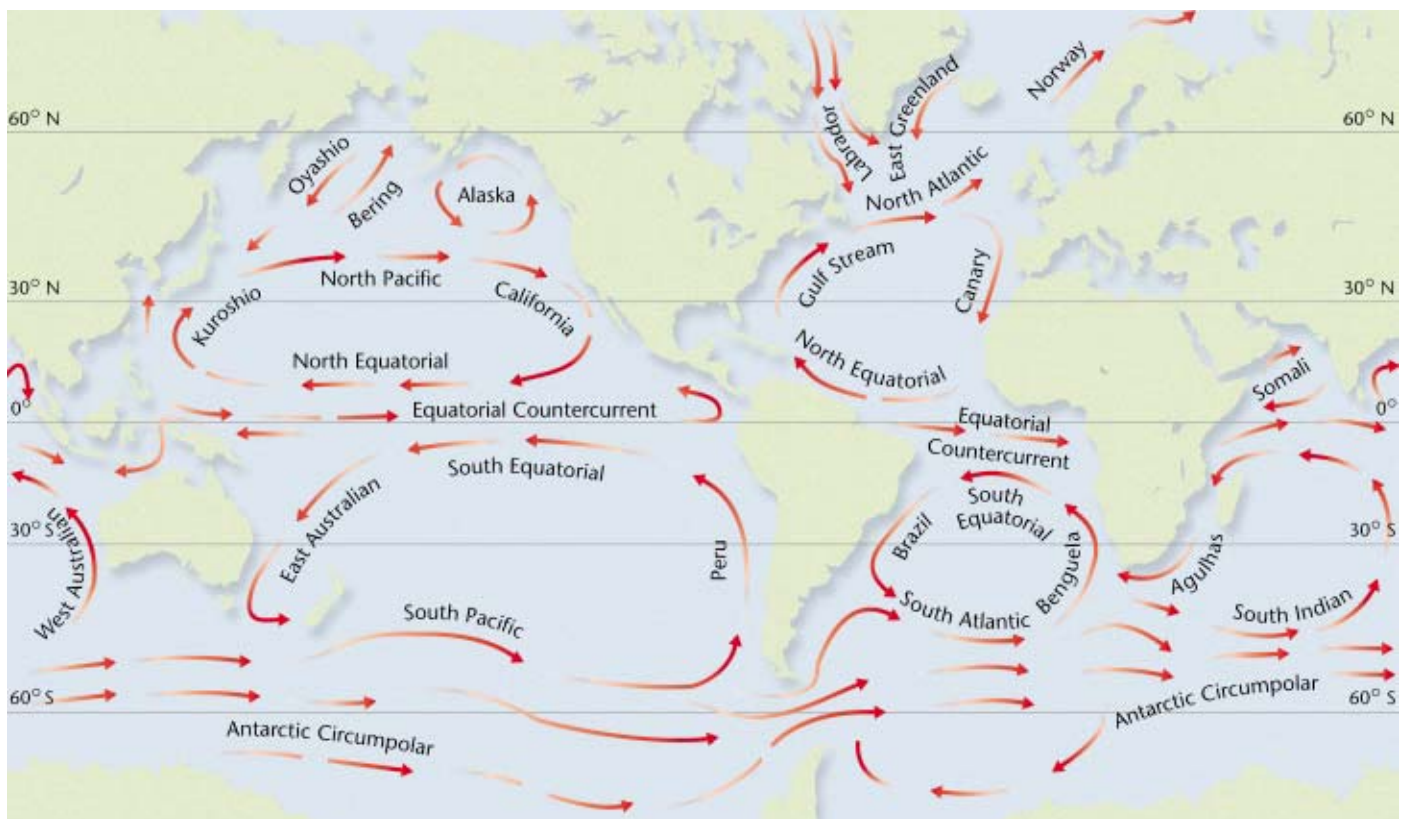 Norway
East Greenland
Labrador
60° N
60° N
Oyashio
Bering
Alaska
North Atlantic
Gulf Stream
Canary
North Pacific
30° N
30° N
Kuroshio
California
North Equatorial
North Equatorial
Somali
0°
0°
Equatorial Countercurrent
Equatorial
Countercurrent
South Equatorial
South
Equatorial
East Australian
Brazil
30° S
30° S
West Australian
Peru
Benguela
Agulhas
South Pacific
South Atlantic
South Indian
60° S
60° S
Antarctic Circumpolar
Antarctic Circumpolar